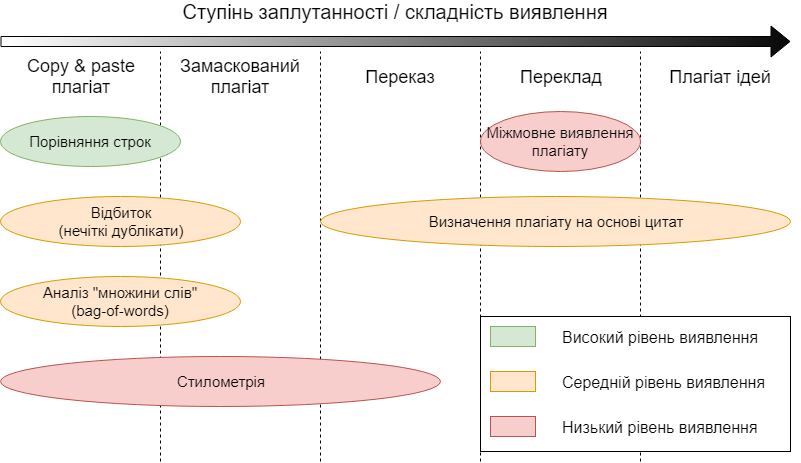 Ступінь заплутанності / складність виявлення
Copy & paste
плагіат
Замаскований
плагіат
Переказ
Переклад
Плагіат ідей
Порівняння строк
Міжмовне виявлення
плагіату
Відбиток
(нечіткі дублікати)
Визначення плагіату на основі цитат
Аналіз "множини слів"
(bag-of-words)
Стилометрія
Високий рівень виявлення
Середній рівень виявлення
Низький рівень виявлення